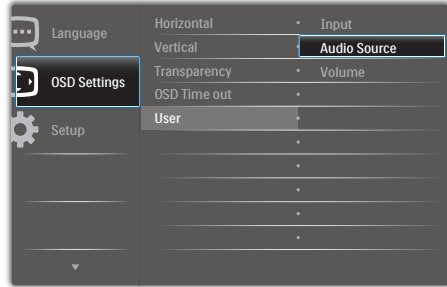 Language
OSD Settings
Setup
Horizontal
Vertical
Transparency
OSD Time out
User
Input
Audio Source
Volume